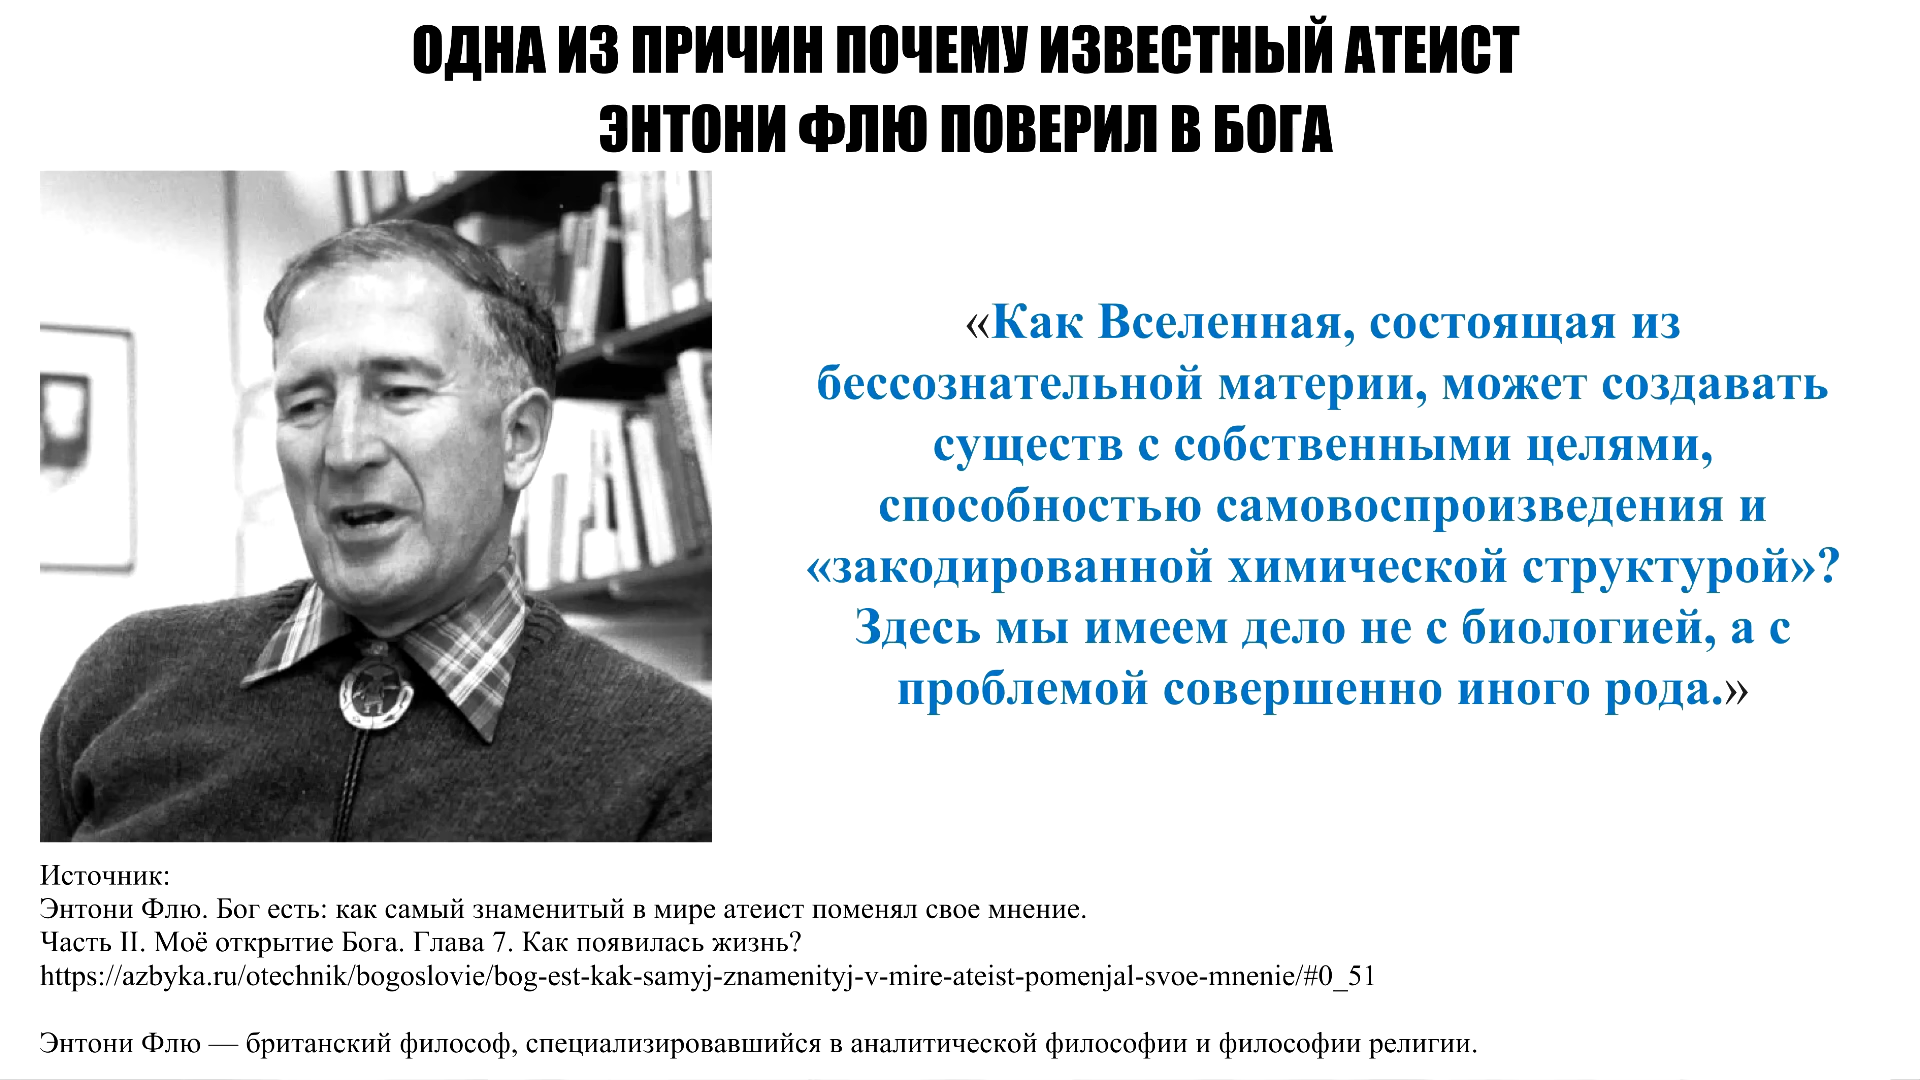 ОДНА ИЗ ПРИЧИН ПОЧЕМУ ИЗВЕСТНЫЙ АТЕИСТ
ЭНТОНИ ФЛЮ ПОВЕРИЛ В БОГА
«Как Вселенная, состоящая из
бессознательной материи, может создавать
существ с собственными целями,
способностью самовоспроизведения и
«закодированной химической структурой»?
Здесь мы имеем дело не с биологией, а с
проблемой совершенно иного рода.»
Источник:
Энтони Флю. Бог есть: как самый знаменитый в мире атеист поменял свое мнение.
Часть II. Моё открытие Бога. Глава 7. Как появилась жизнь?
https://azbyka.ru/otechnik/bogoslovie/bog-est-kak-samyj-znamenityj-v-mire-ateist-pomenjal-svoe-mnenie/#0_51
Энтони Флю — британский философ, специализировавшийся в аналитической философии и философии религии.